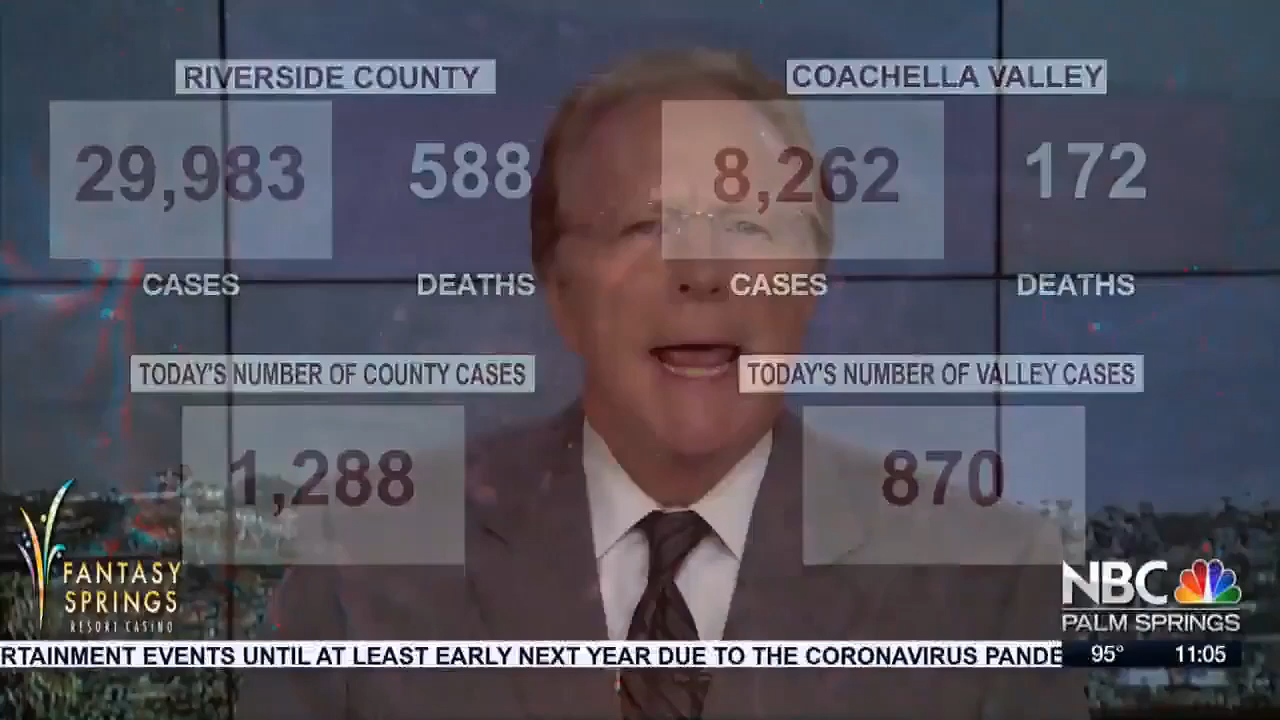 RIVERSIDE COUNTY
29,983
588
CASES
DEATHS
COACHELLA VALLEY
8,262
172
CASES
DEATHS
TODAY'S NUMBER OF COUNTY CASES
1,288
TODAY'S NUMBER OF VALLEY CASES
870
FANTASY
SPRINGS
RESORT CASINO
NBC
PALM SPRINGS
RTAINMENT EVENTS UNTIL AT LEAST EARLY NEXT YEAR DUE TO THE CORONAVIRUS PANDE
95° 11:05